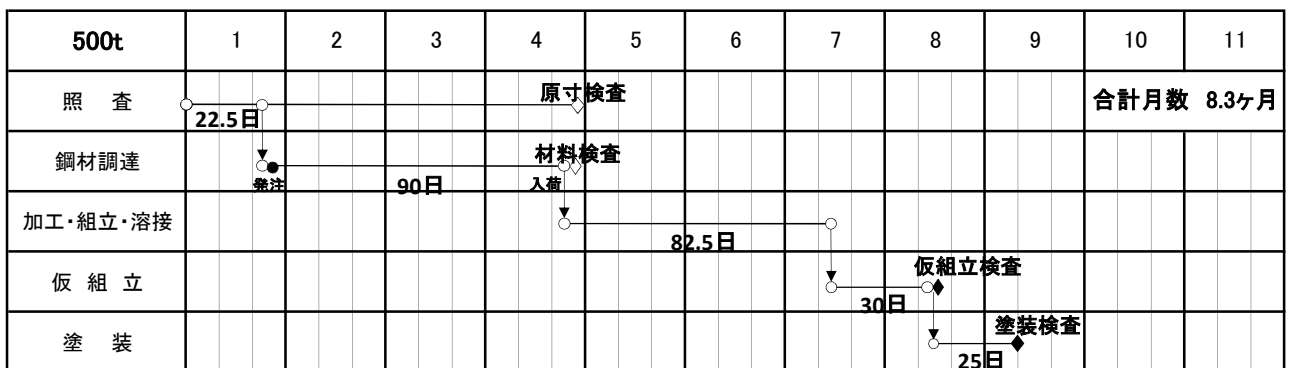 500t 1 2 3 4 5 6 7 8 9 10 11
照 査 22.5日 原寸検査 合計月数 8.3ヶ月
鋼材調達 発注 90日 入荷 材料検査
加工・組立・溶接 82.5日
仮 組 立 30日 仮組立検査
塗 装 25日 塗装検査